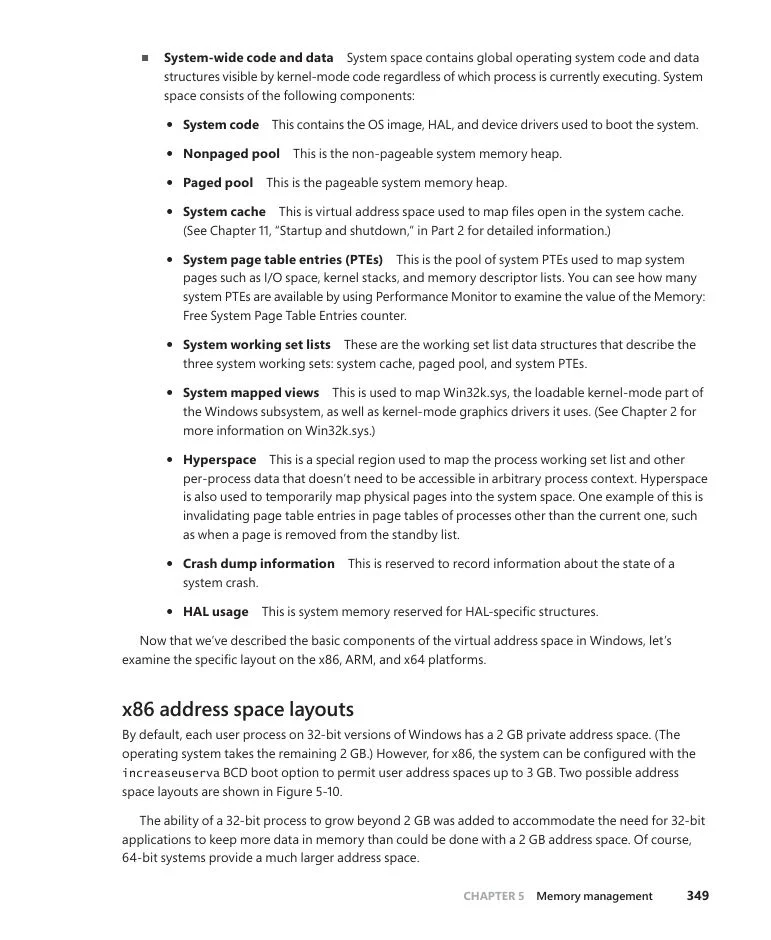 ■ System-wide code and data System space contains global operating system code and data
structures visible by kernel-mode code regardless of which process is currently executing. System
space consists of the following components:
• System code This contains the OS image, HAL, and device drivers used to boot the system.
• Nonpaged pool This is the non-pageable system memory heap.
• Paged pool This is the pageable system memory heap.
• System cache This is virtual address space used to map files open in the system cache.
(See Chapter 11, “Startup and shutdown,” in Part 2 for detailed information.)
• System page table entries (PTEs) This is the pool of system PTEs used to map system
pages such as I/O space, kernel stacks, and memory descriptor lists. You can see how many
system PTEs are available by using Performance Monitor to examine the value of the Memory:
Free System Page Table Entries counter.
• System working set lists These are the working set list data structures that describe the
three system working sets: system cache, paged pool, and system PTEs.
• System mapped views This is used to map Win32k.sys, the loadable kernel-mode part of
the Windows subsystem, as well as kernel-mode graphics drivers it uses. (See Chapter 2 for
more information on Win32k.sys.)
• Hyperspace This is a special region used to map the process working set list and other
per-process data that doesn’t need to be accessible in arbitrary process context. Hyperspace
is also used to temporarily map physical pages into the system space. One example of this is
invalidating page table entries in page tables of processes other than the current one, such
as when a page is removed from the standby list.
• Crash dump information This is reserved to record information about the state of a
system crash.
• HAL usage This is system memory reserved for HAL-specific structures.
Now that we’ve described the basic components of the virtual address space in Windows, let’s
examine the specific layout on the x86, ARM, and x64 platforms.
x86 address space layouts
By default, each user process on 32-bit versions of Windows has a 2 GB private address space. (The
operating system takes the remaining 2 GB.) However, for x86, the system can be configured with the
increaseuserva BCD boot option to permit user address spaces up to 3 GB. Two possible address
space layouts are shown in Figure 5-10.
The ability of a 32-bit process to grow beyond 2 GB was added to accommodate the need for 32-bit
applications to keep more data in memory than could be done with a 2 GB address space. Of course,
64-bit systems provide a much larger address space.
CHAPTER 5 Memory management 349